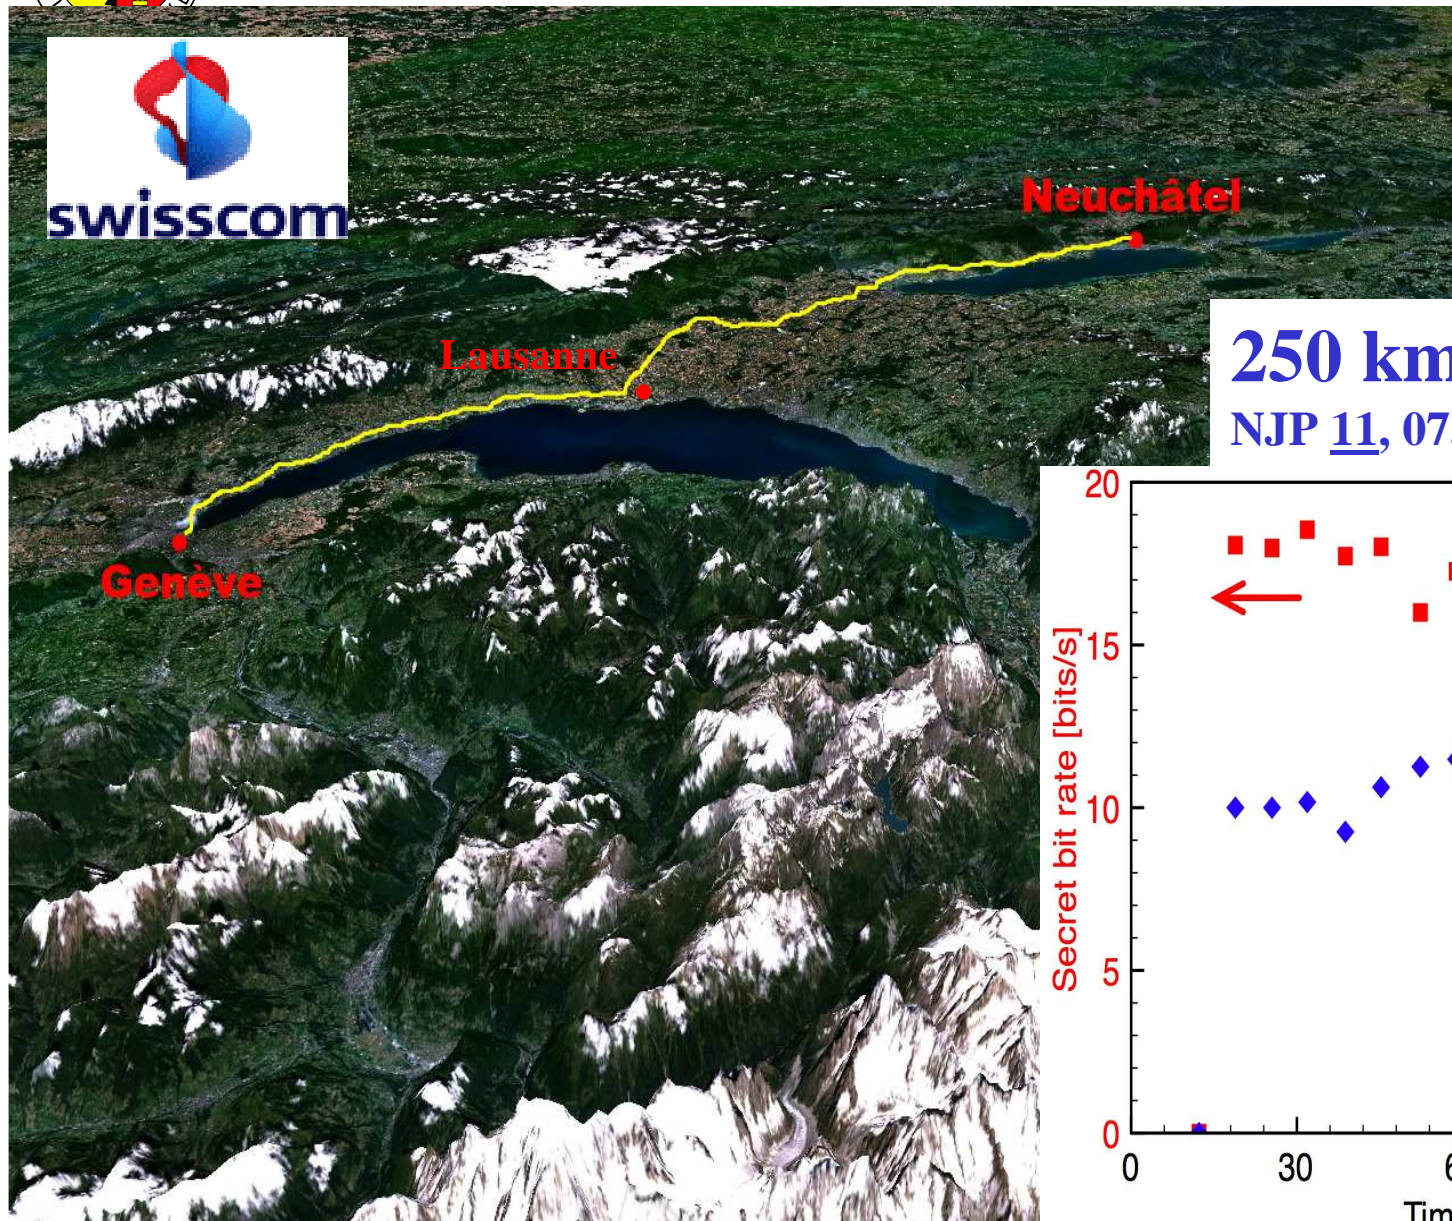 swisscom
Neuchâtel
Lausanne
Genève
250 km
NJP 11, 07
Secret bit rate [bits/s]
20
15
10
5
0
0
30